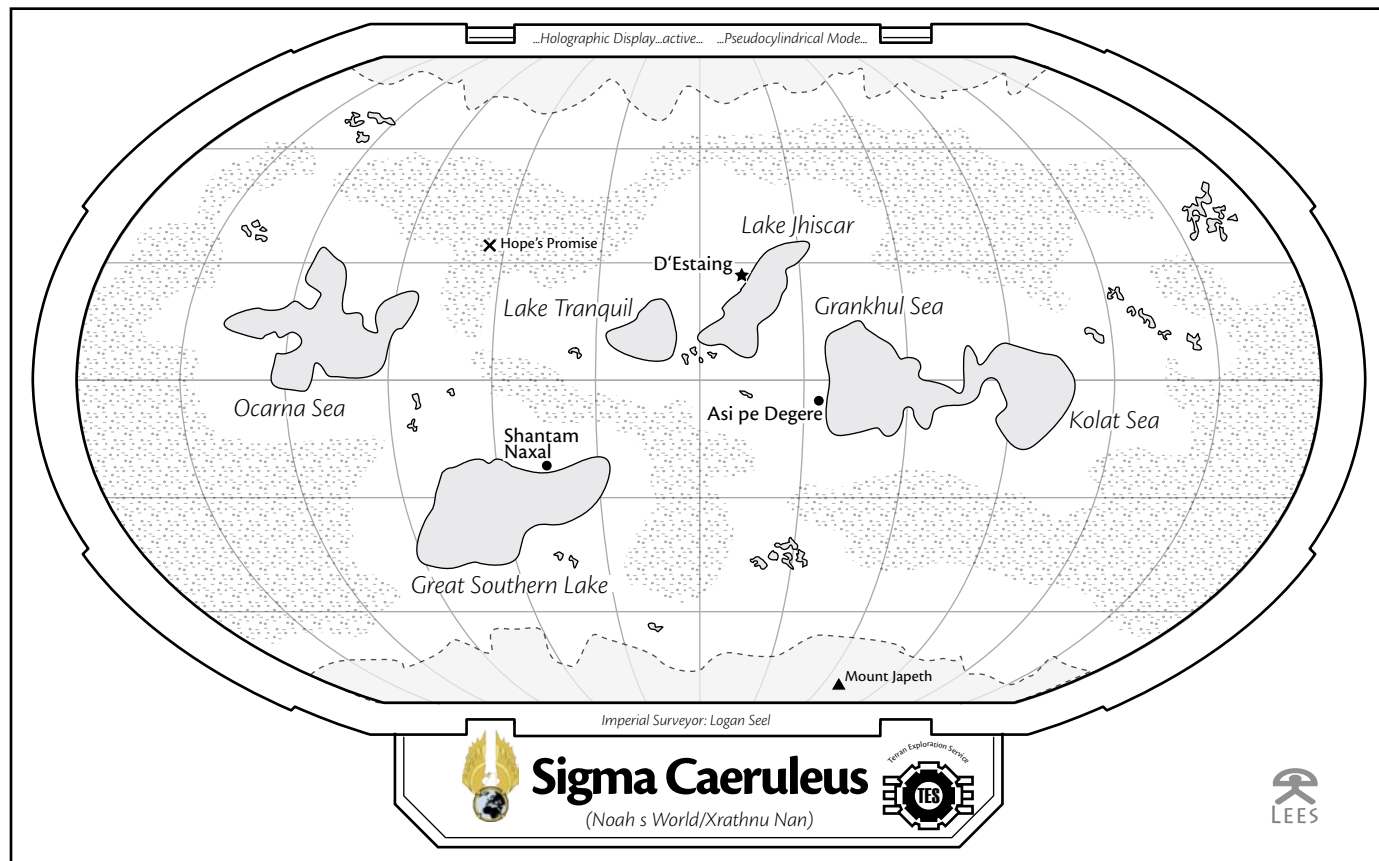 ...Holographic Display...active... ...Pseudocylindrical Mode...
Lake Jhiscar
Hope's Promise
D'Estaing
Lake Tranquil
Grankhul Sea
Ocarna Sea
Asi pe Degere
Kolat Sea
Shantam
Naxal
Great Southern Lake
Mount Japeth
Imperial Surveyor: Logan Seel
Terran Exploration Service
Sigma Caeruleus
TES
(Noah s World/Xrathnu Nan)
LEES